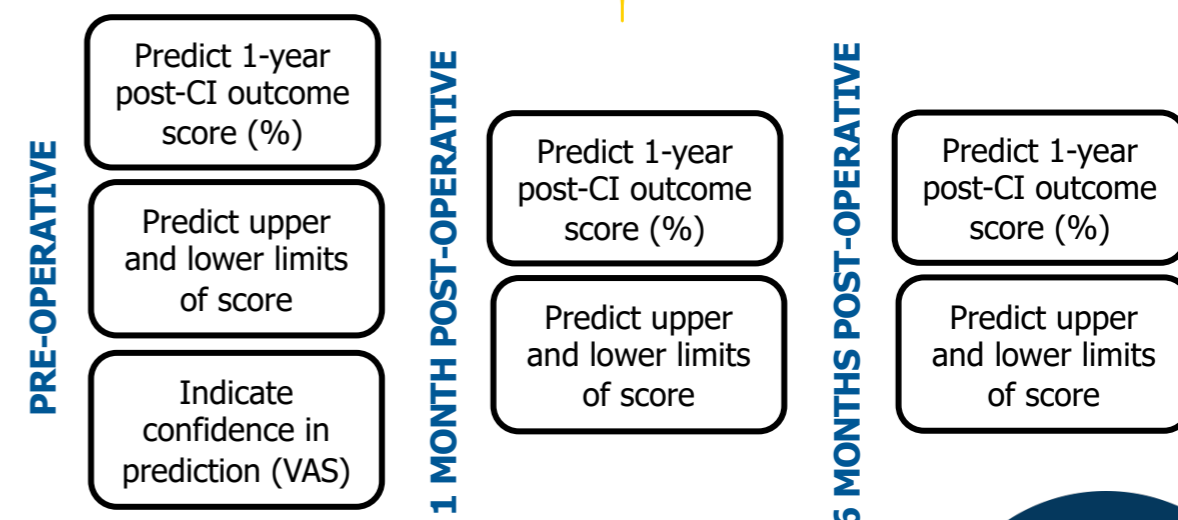 PRE-OPERATIVE
Predict 1-year
post-CI outcome
score (%)
Predict upper
and lower limits
of score
Indicate
confidence in
prediction (VAS)
1 MONTH POST-OPERATIVE
Predict 1-year
post-CI outcome
score (%)
Predict upper
and lower limits
of score
6 MONTHS POST-OPERATIVE
Predict 1-year
post-CI outcome
score (%)
Predict upper
and lower limits
of score